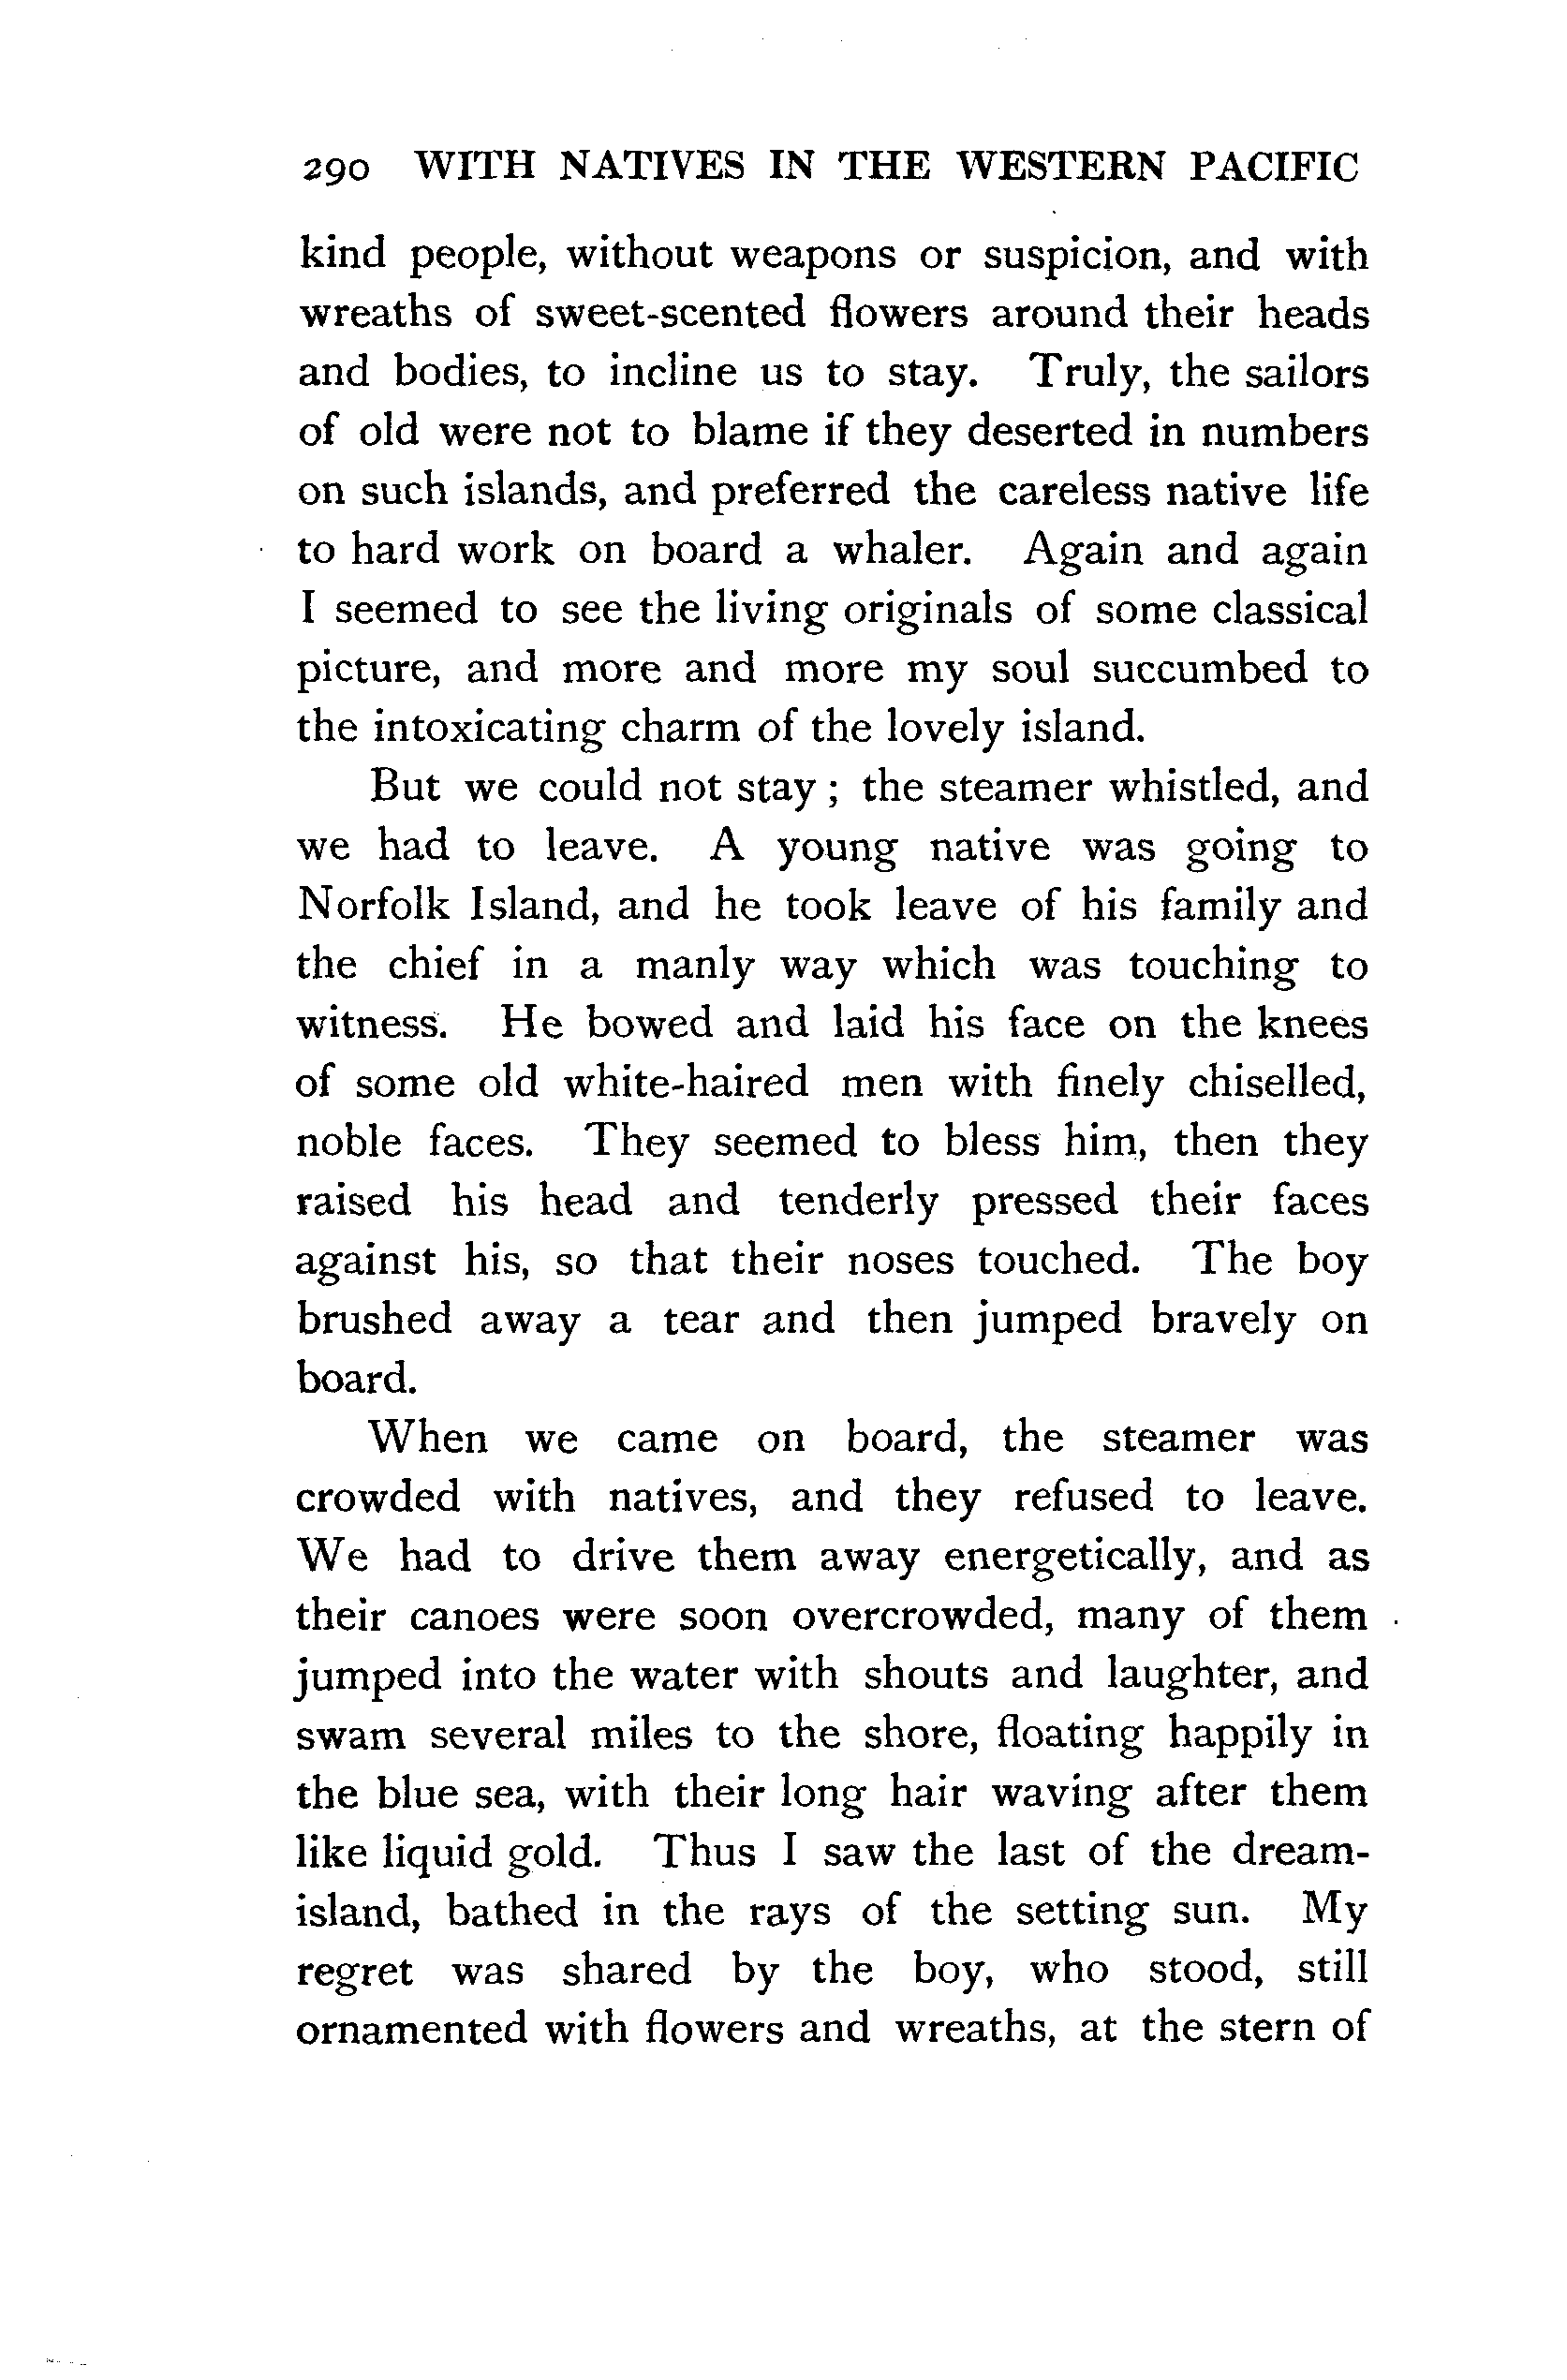 290 WITH NATIVES IN THE WESTERN PACIFIC
kind people, without weapons or suspicion, and with
wreaths of sweet-scented flowers around their heads
and bodies, to incline us to stay. Truly, the sailors
of old were not to blame if they deserted in numbers
on such islands, and preferred the careless native life
to hard work on board a whaler. Again and again
I seemed to see the living originals of some classical
picture, and more and more my soul succumbed to
the intoxicating charm of the lovely island.
But we could not stay ; the steamer whistled, and
we had to leave. A young native was going to
Norfolk Island, and he took leave of his family and
the chief in a manly way which was touching to
witness. He bowed and laid his face on the knees
of some old white-haired men with finely chiselled,
noble faces. They seemed to bless him, then they
raised his head and tenderly pressed their faces
against his, so that their noses touched. The boy
brushed away a tear and then jumped bravely on
board.
When we came on board, the steamer was
crowded with natives, and they refused to leave.
We had to drive them away energetically, and as
their canoes were soon overcrowded, many of them
jumped into the water with shouts and laughter, and
swam several miles to the shore, floating happily in
the blue sea, with their long hair waving after them
like liquid gold. Thus I saw the last of the dream-
island, bathed in the rays of the setting sun. My
regret was shared by the boy, who stood, still
ornamented with flowers and wreaths, at the stern of